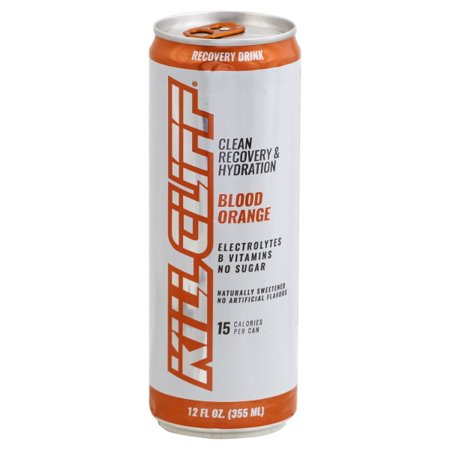 RECOVERY DRINK
KILL CLIFF®
CLEAN
RECOVERY &
HYDRATION
BLOOD
ORANGE
ELECTROLYTES
B VITAMINS
NO SUGAR
NATURALLY SWEETENED
NO ARTIFICIAL FLAVORS
15 CALORIES
PER CAN
12 FL OZ. (355 ML)